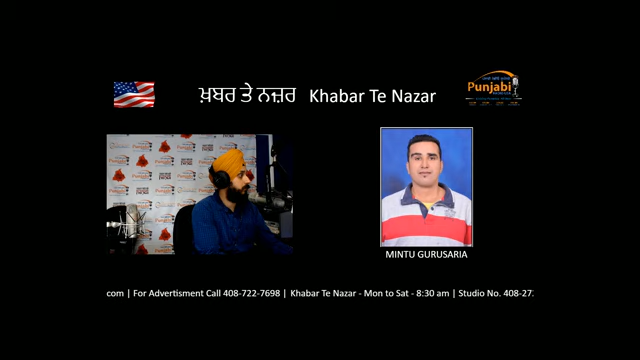 ਖ਼ਬਰ ਤੇ ਨਜ਼ਰ Khabar Te Nazar
Punjabi
MINTU GURUSARIA
com | For Advertisment Call 408-722-7698 | Khabar Te Nazar - Mon to Sat - 8:30 am | Studio No. 408-27